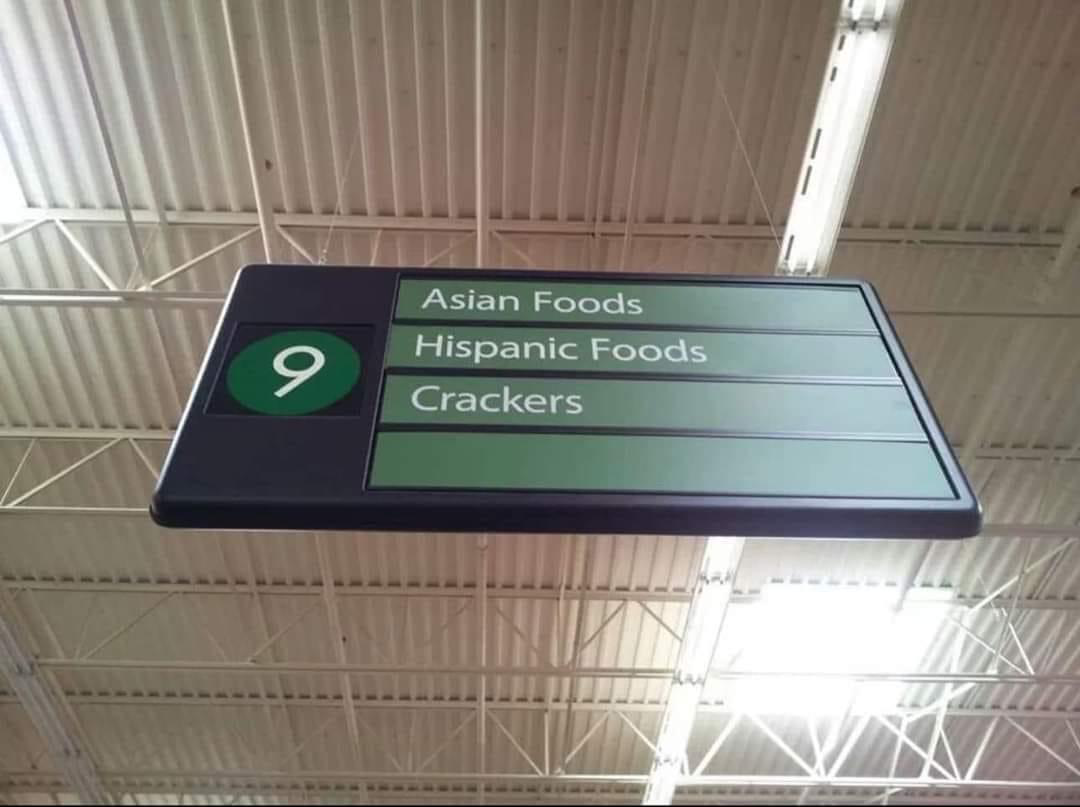 9
Asian Foods
Hispanic Foods
Crackers